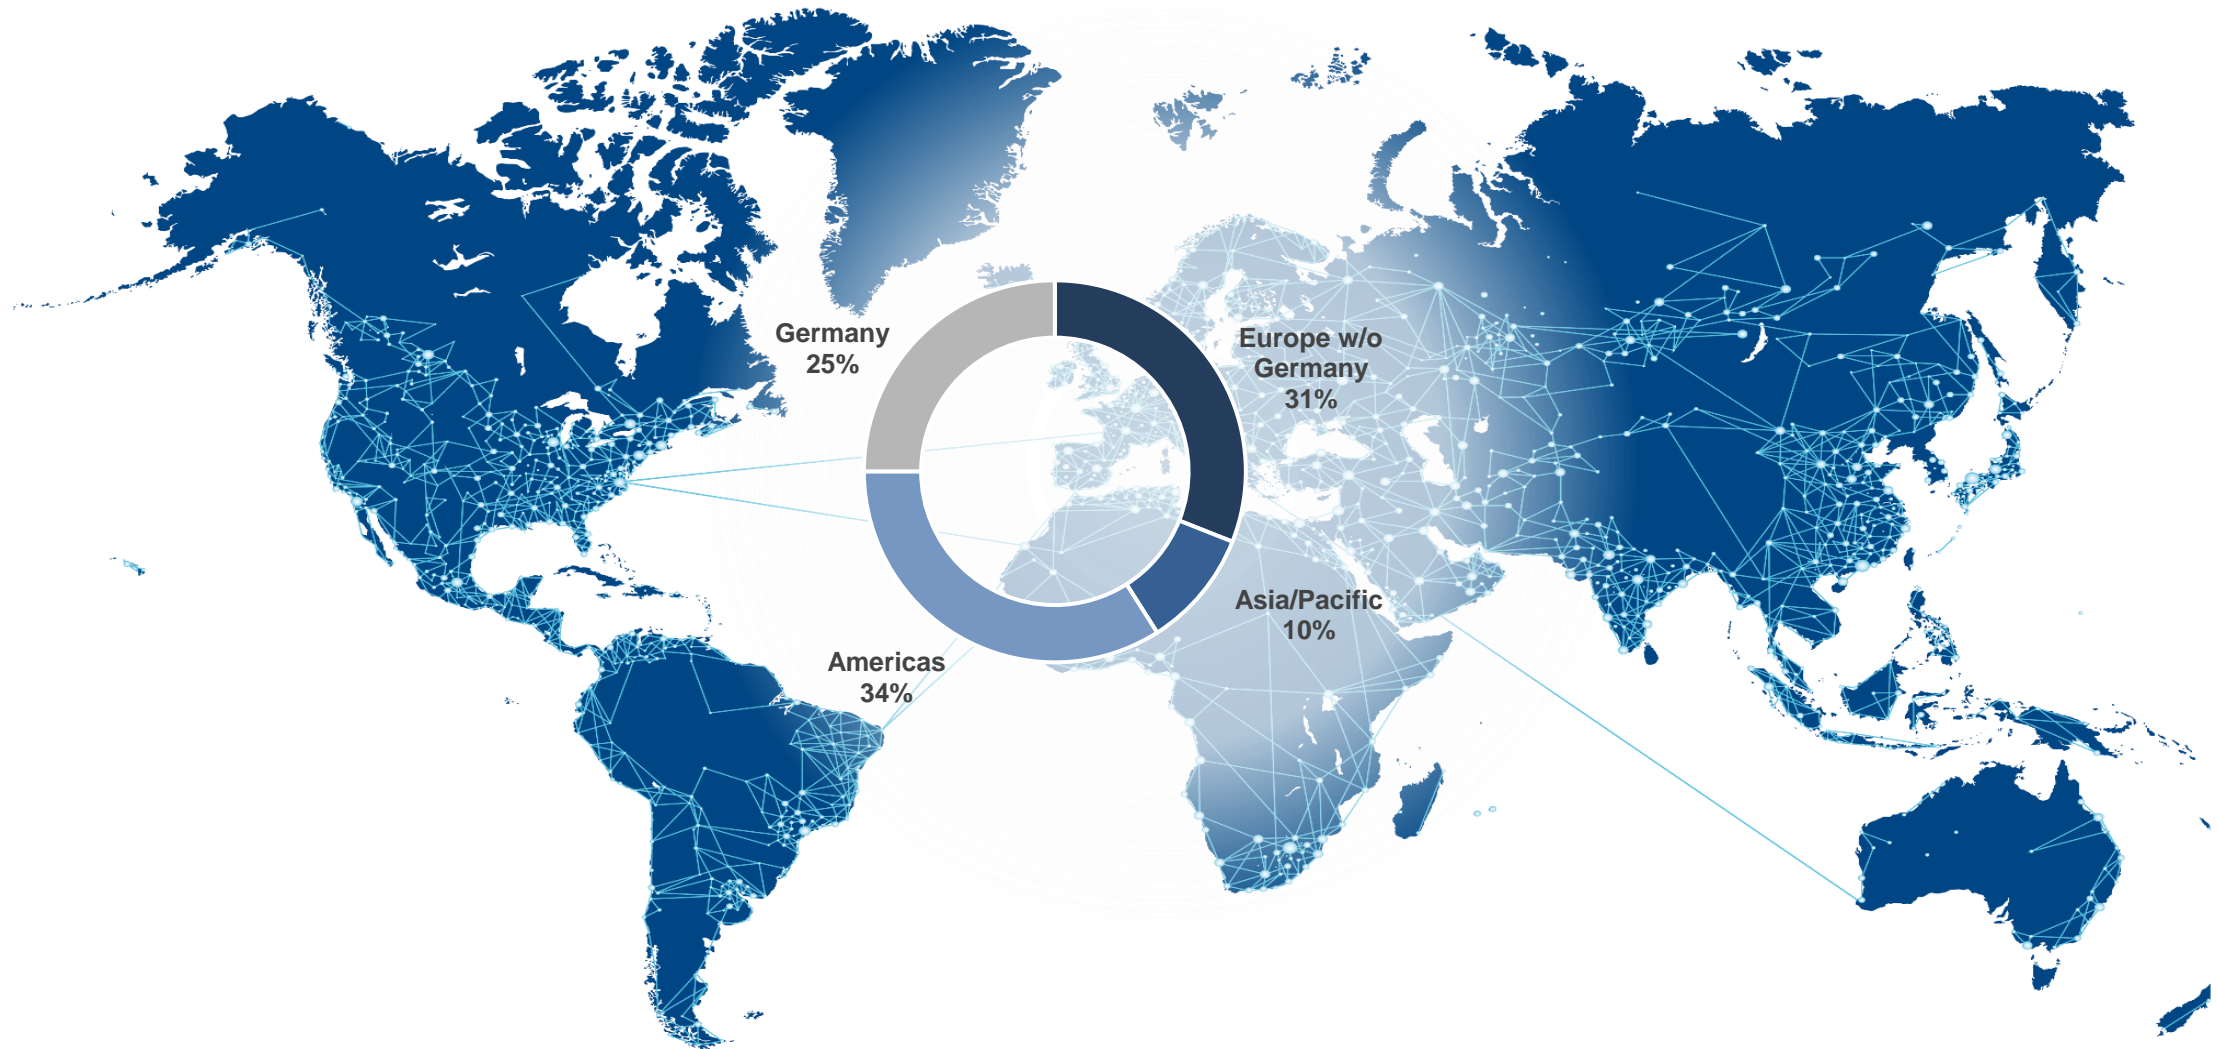 Germany
25%
Europe w/o
Germany
31%
Asia/Pacific
10%
Americas
34%